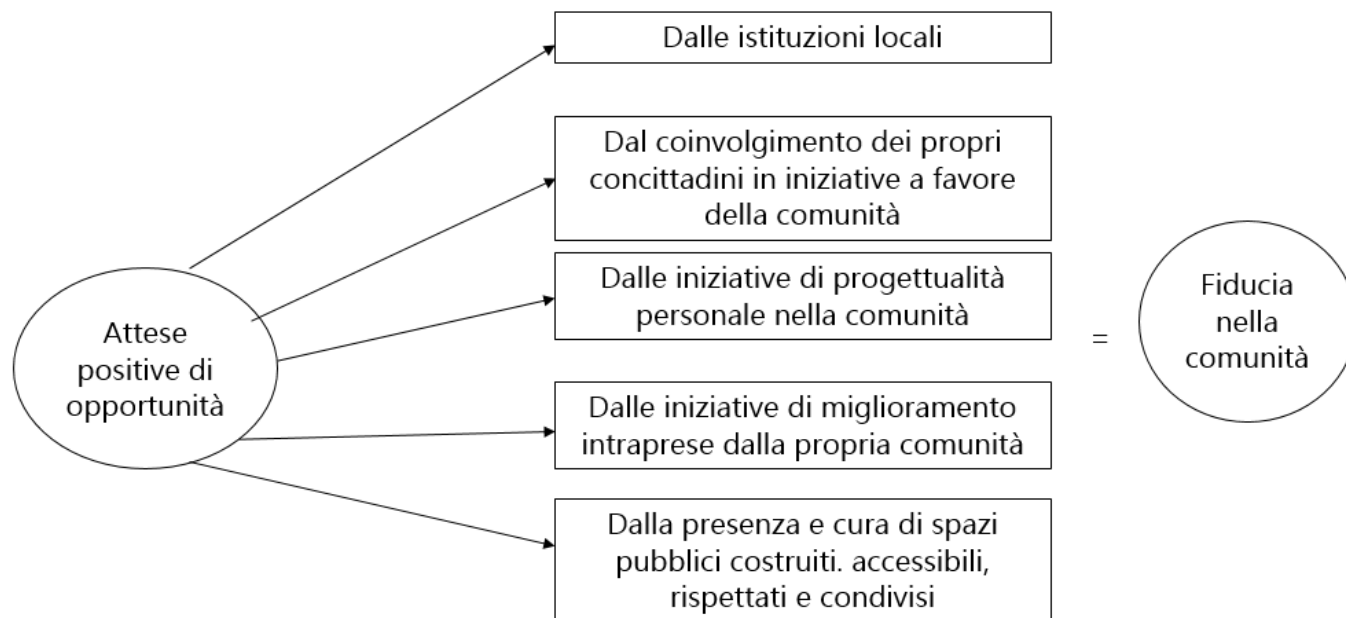 Attese
positive di
opportunità
Dalle istituzioni locali
Dal coinvolgimento dei propri
concittadini in iniziative a favore
della comunità
Dalle iniziative di progettualità
personale nella comunità
Dalle iniziative di miglioramento
intraprese dalla propria comunità
Dalla presenza e cura di spazi
pubblici costruiti. accessibili,
rispettati e condivisi
=
Fiducia
nella
comunità